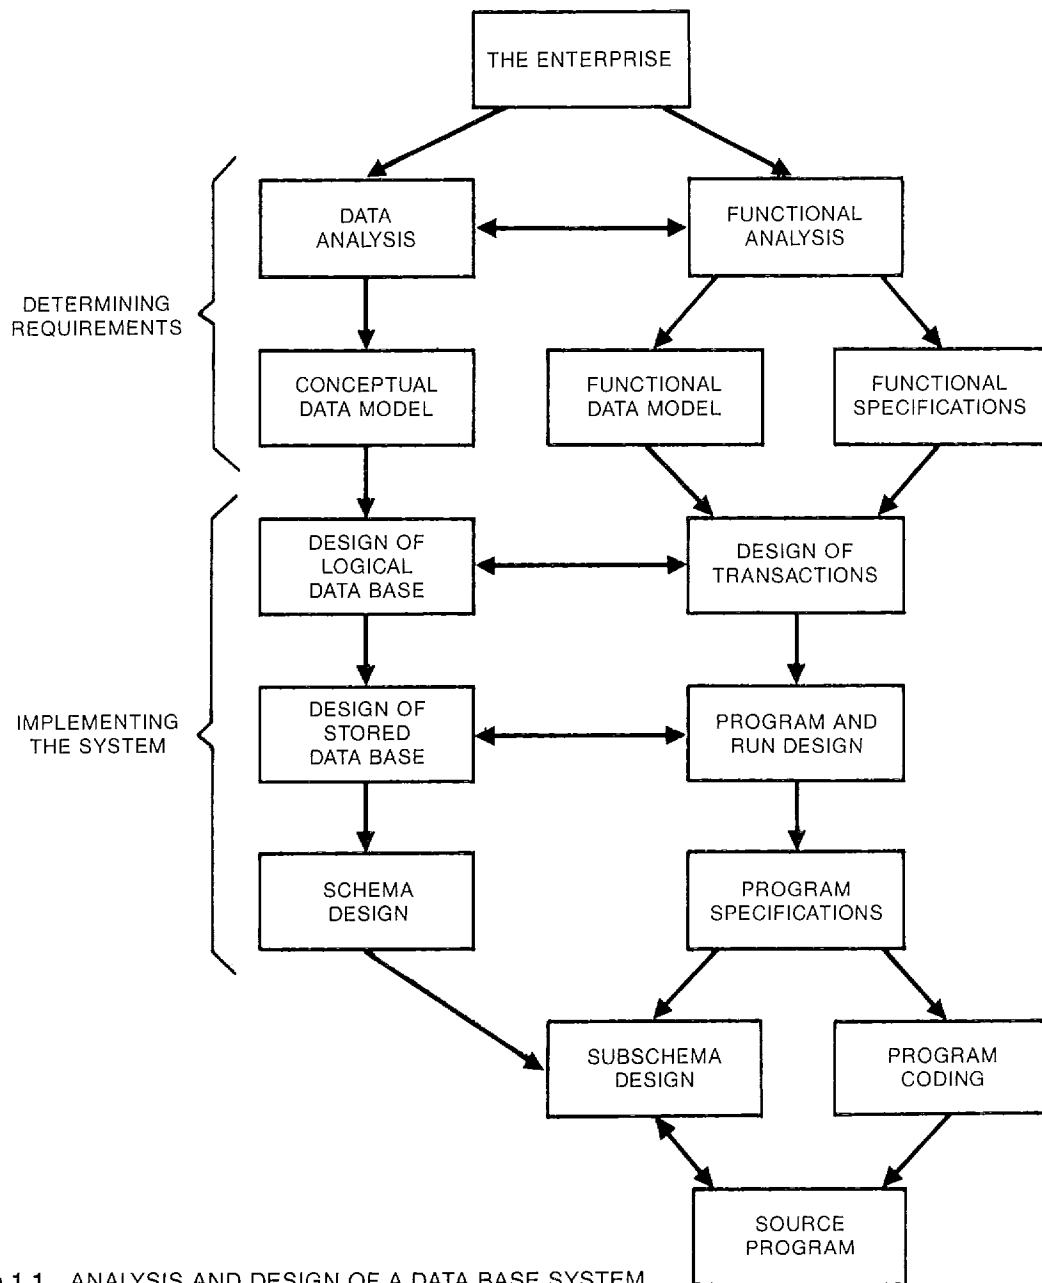 THE ENTERPRISE
DATA
ANALYSIS
FUNCTIONAL
ANALYSIS
DETERMINING
REQUIREMENTS
CONCEPTUAL
DATA MODEL
FUNCTIONAL
DATA MODEL
FUNCTIONAL
SPECIFICATIONS
DESIGN OF
LOGICAL
DATA BASE
DESIGN OF
TRANSACTIONS
IMPLEMENTING
THE SYSTEM
DESIGN OF
STORED
DATA BASE
PROGRAM AND
RUN DESIGN
SCHEMA
DESIGN
PROGRAM
SPECIFICATIONS
SUBSCHEMA
DESIGN
PROGRAM
CODING
SOURCE
PROGRAM
1.1 ANALYSIS AND DESIGN OF A DATA BASE SYSTEM